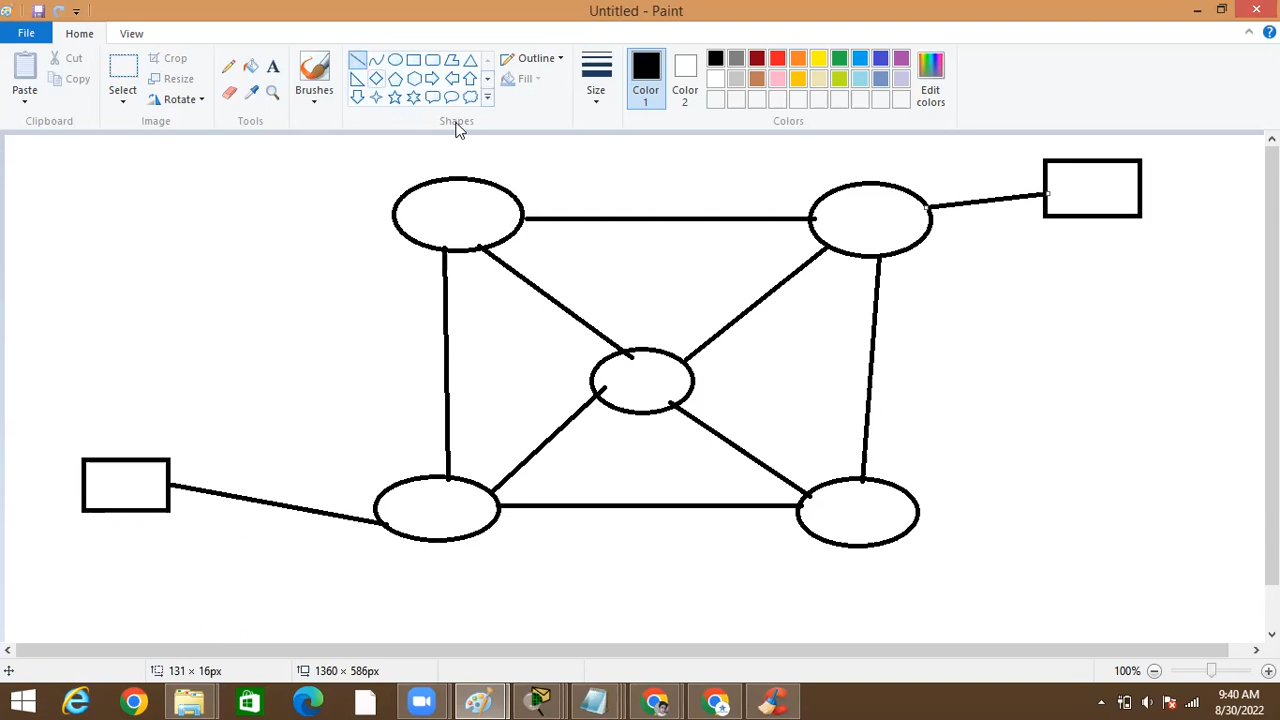 Untitled - Paint
File Home View
Paste
Cut
Copy
Clipboard
Select
Crop
Resize
Rotate
Image
Tools
Brushes
Shapes
Outline
Fill
Size
Color 1
Color 2
Colors
Edit colors
131 × 16px
1360 × 586px
100%
9:40 AM
8/30/2022